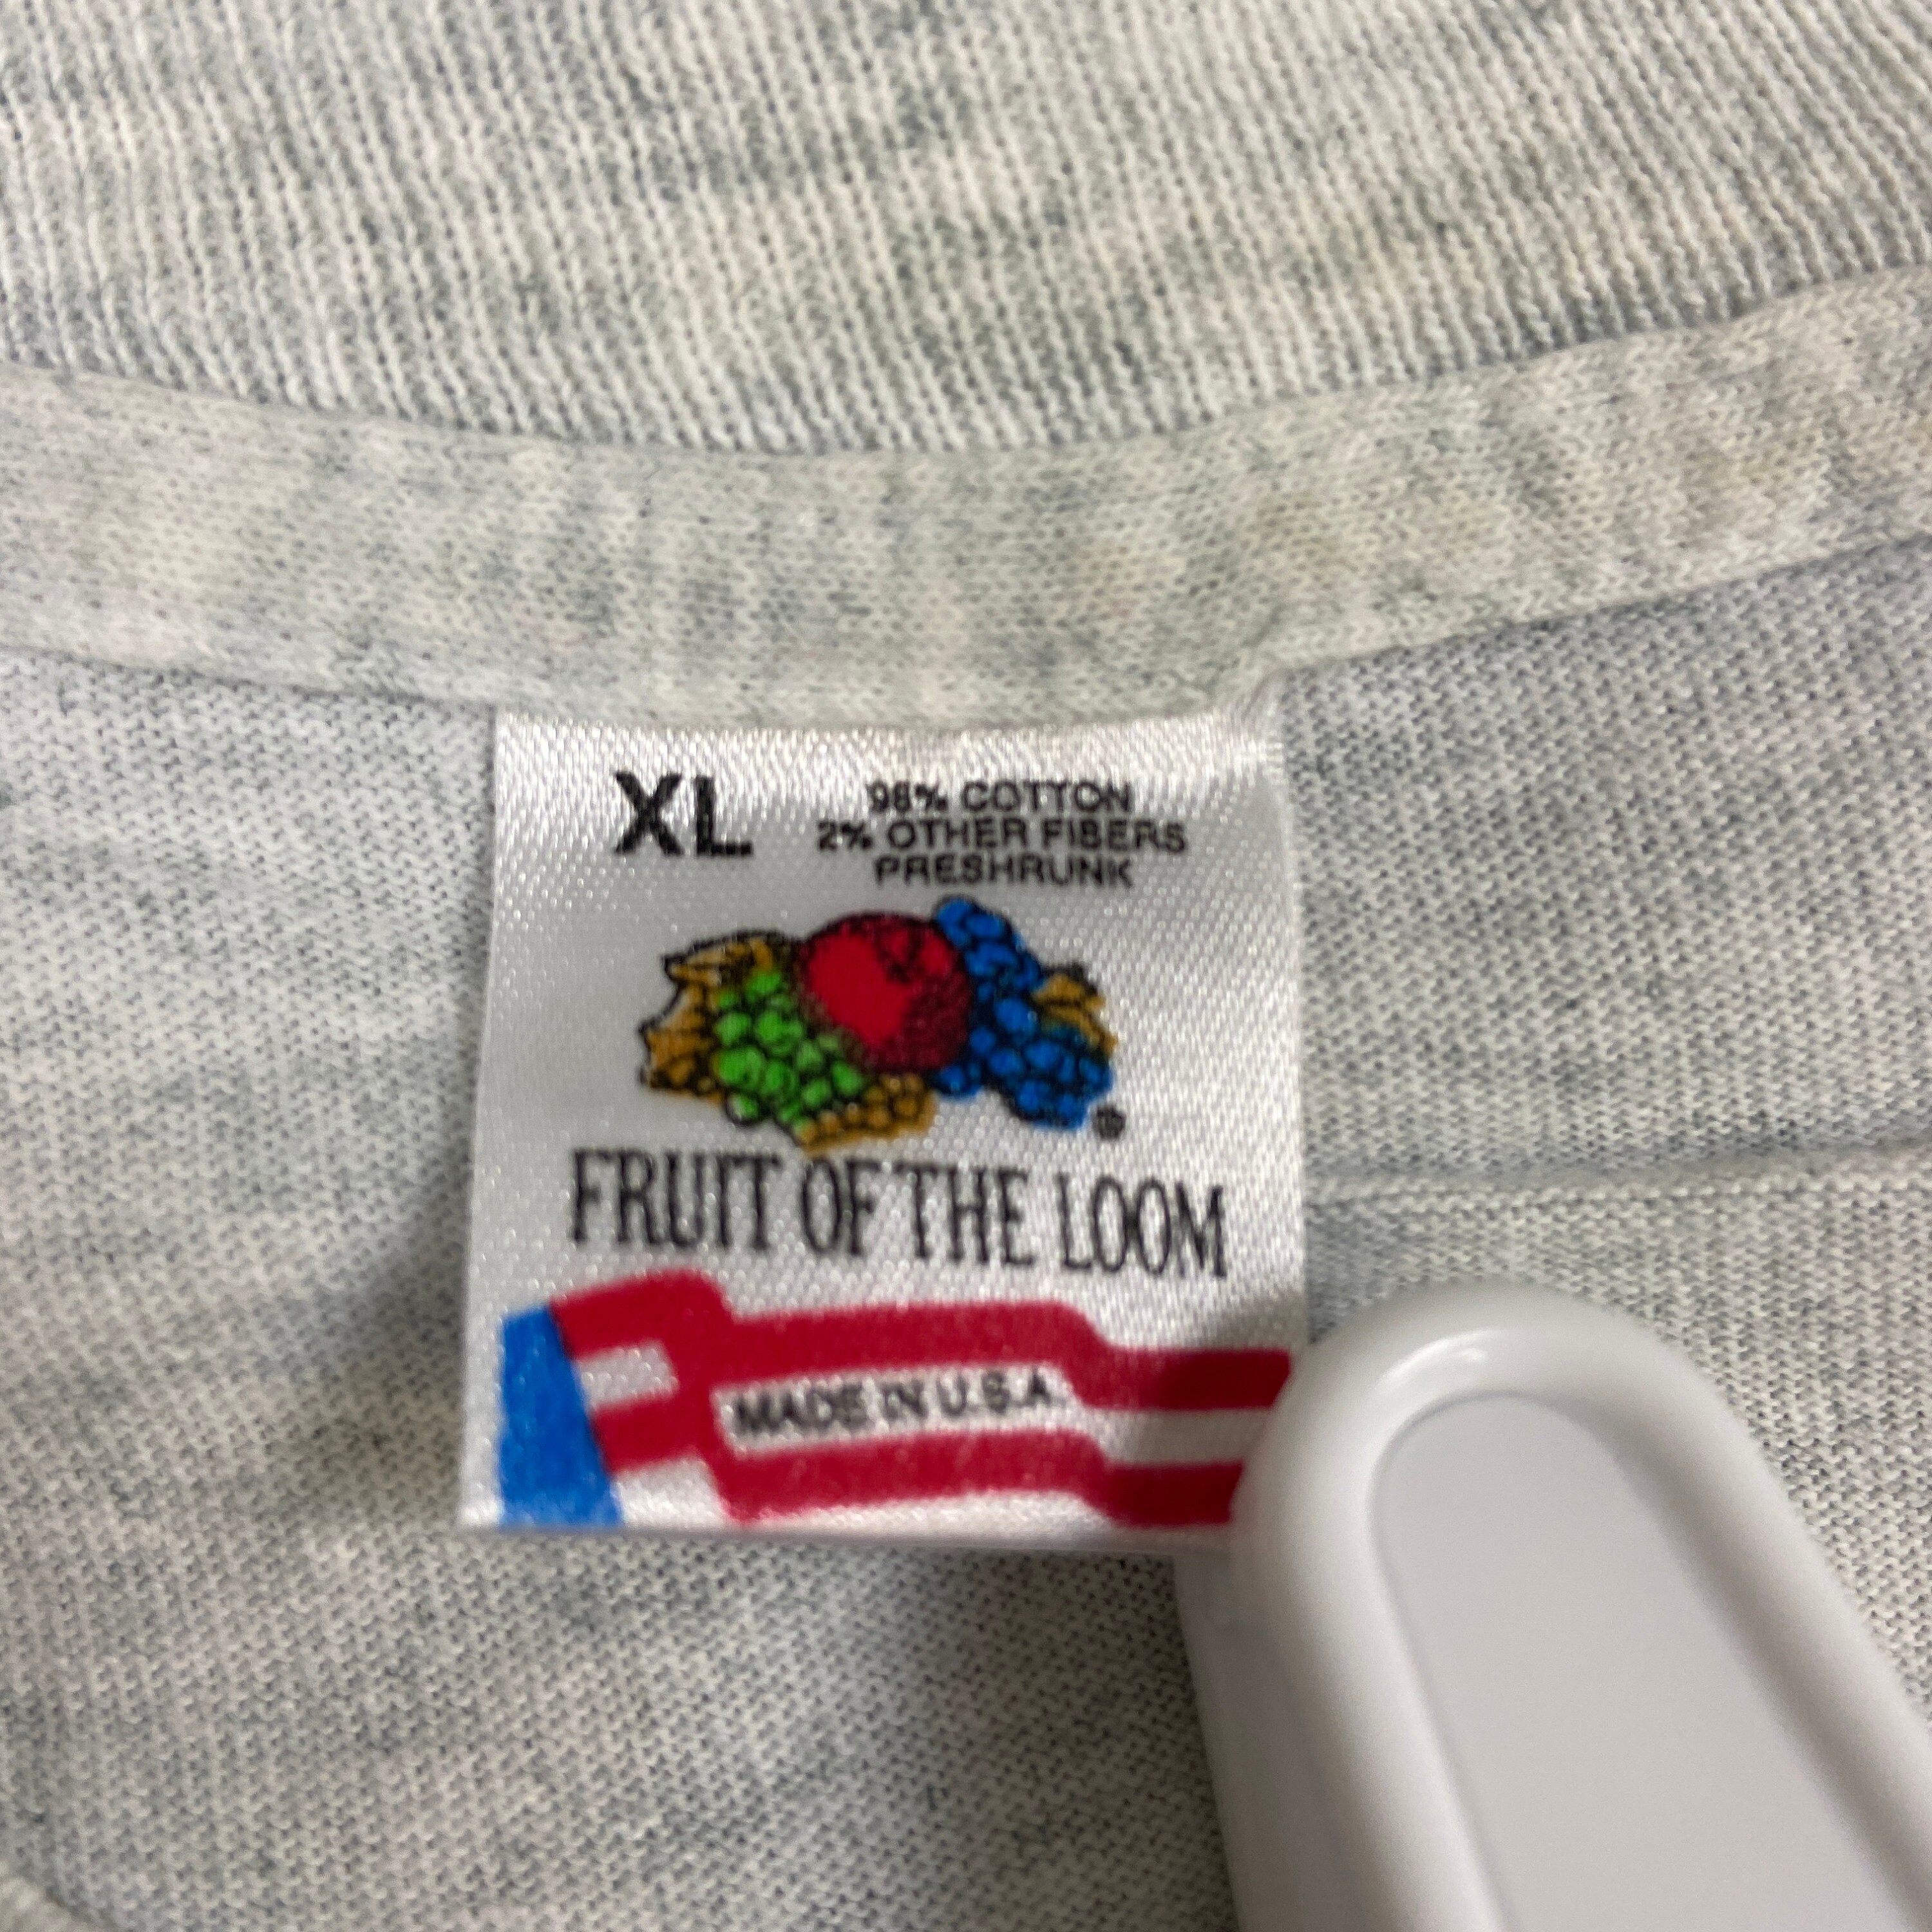 XL
98% COTTON
2% OTHER FIBERS
PRESHRUNK
®
FRUIT OF THE LOOM
MADE IN U.S.A.